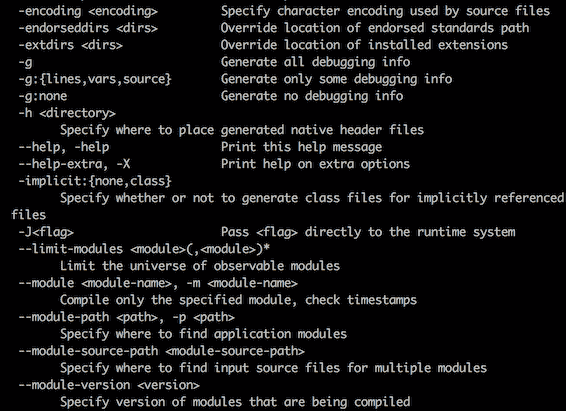 -encoding <encoding> Specify character encoding used by source files
-endorseddirs <dirs> Override location of endorsed standards path
-extdirs <dirs> Override location of installed extensions
-g Generate all debugging info
-g:{lines,vars,source} Generate only some debugging info
-g:none Generate no debugging info
-h <directory>
Specify where to place generated native header files
--help, -help Print this help message
--help-extra, -X Print help on extra options
-implicit:{none,class}
Specify whether or not to generate class files for implicitly referenced
files
-J<flag> Pass <flag> directly to the runtime system
--limit-modules <module>(,<module>)*
Limit the universe of observable modules
--module <module-name>, -m <module-name>
Compile only the specified module, check timestamps
--module-path <path>, -p <path>
Specify where to find application modules
--module-source-path <module-source-path>
Specify where to find input source files for multiple modules
--module-version <version>
Specify version of modules that are being compiled